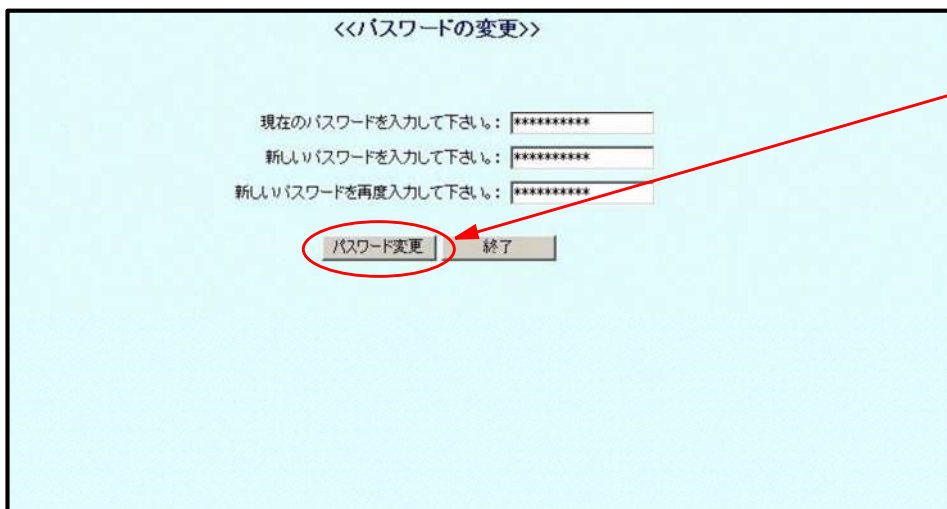 <<パスワードの変更>>
現在のパスワードを入力して下さい。: **********
新しいパスワードを入力して下さい。: **********
新しいパスワードを再度入力して下さい。: **********
パスワード変更 終了